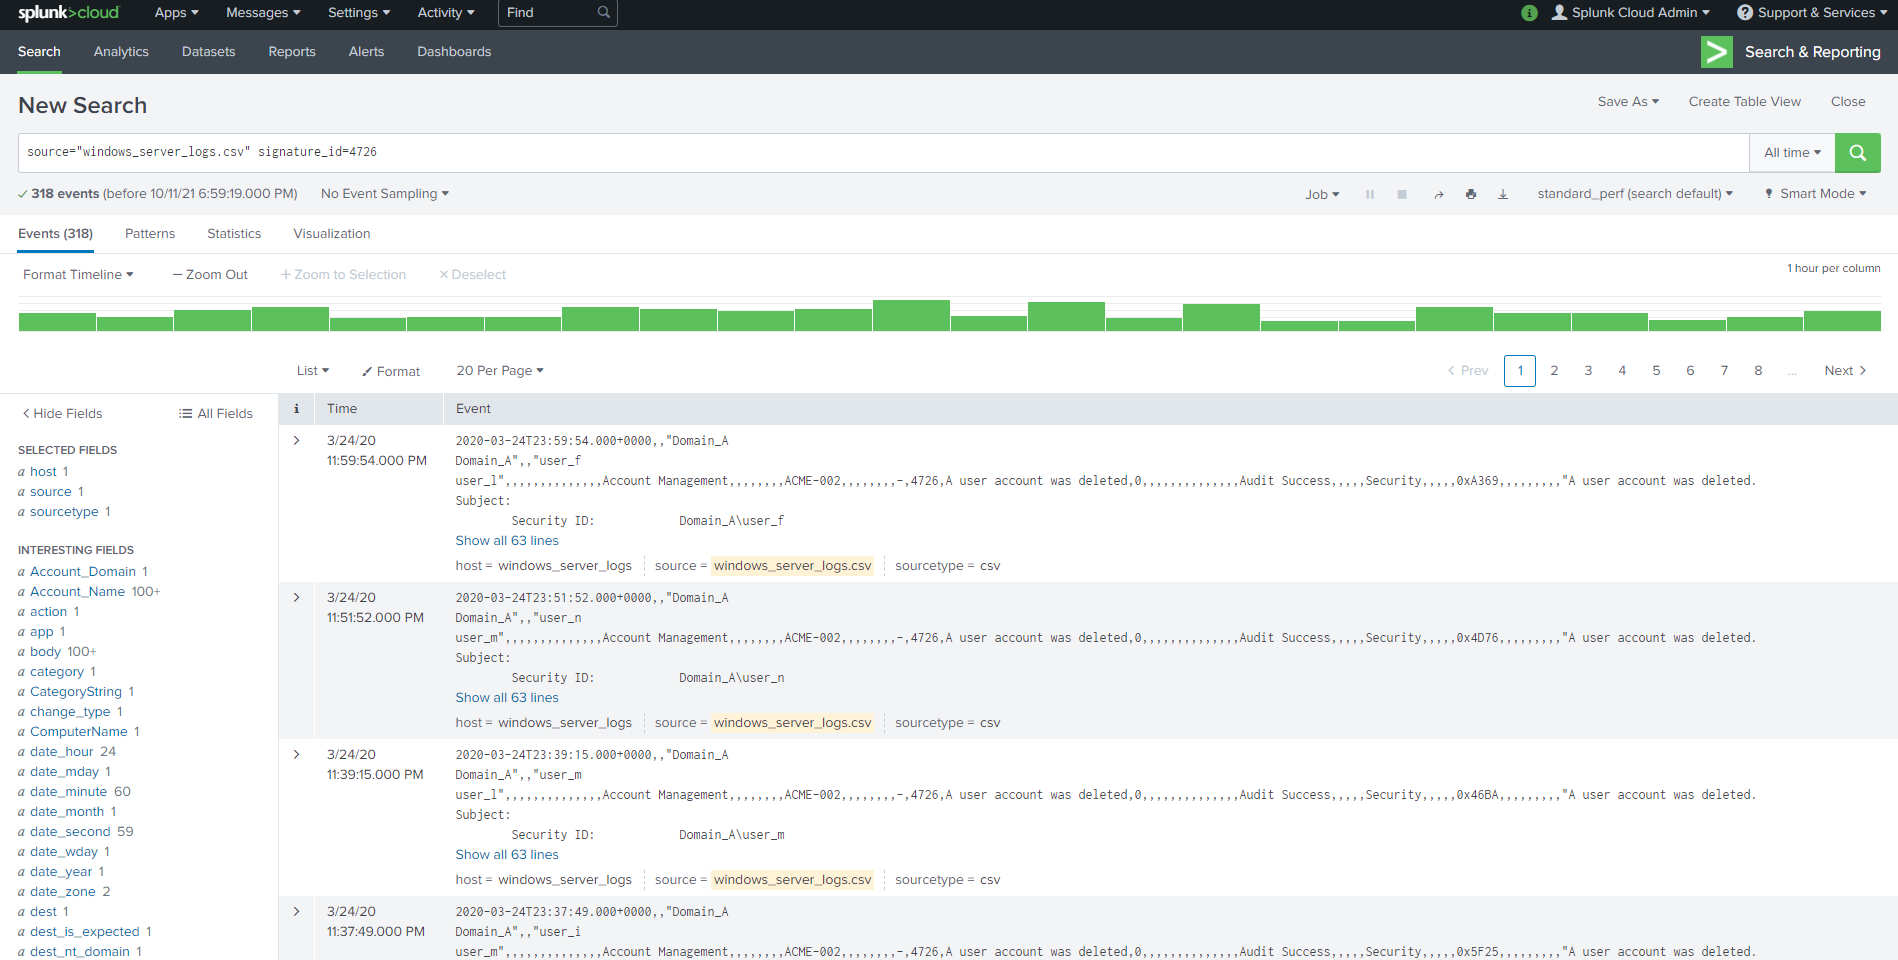 splunk>cloud Apps Messages Settings Activity Find i Splunk Cloud Admin ? Support & Services
Search Analytics Datasets Reports Alerts Dashboards > Search & Reporting
New Search Save As Create Table View Close
source="windows_server_logs.csv" signature_id=4726 All time
✓ 318 events (before 10/11/21 6:59:19.000 PM) No Event Sampling Job standard_perf (search default) Smart Mode
Events (318) Patterns Statistics Visualization
Format Timeline — Zoom Out + Zoom to Selection × Deselect 1 hour per column
List Format 20 Per Page < Prev 1 2 3 4 5 6 7 8 ... Next >
< Hide Fields All Fields
SELECTED FIELDS
a host 1
a source 1
a sourcetype 1
INTERESTING FIELDS
a Account_Domain 1
a Account_Name 100+
a action 1
a app 1
a body 100+
a category 1
a CategoryString 1
a change_type 1
a ComputerName 1
a date_hour 24
a date_mday 1
a date_minute 60
a date_month 1
a date_second 59
a date_wday 1
a date_year 1
a date_zone 2
a dest 1
a dest_is_expected 1
a dest_nt_domain 1
i Time Event
> 3/24/20 2020-03-24T23:59:54.000+0000,,"Domain_A
11:59:54.000 PM Domain_A",,"user_f
user_l",,,,,,,,,,,,,,Account Management,,,,,,,,ACME-002,,,,,,,,-,4726,A user account was deleted,0,,,,,,,,,,,,,,Audit Success,,,,,Security,,,,,0xA369,,,,,,,,,"A user account was deleted.
Subject:
Security ID: Domain_A\user_f
Show all 63 lines
host = windows_server_logs source = windows_server_logs.csv sourcetype = csv
> 3/24/20 2020-03-24T23:51:52.000+0000,,"Domain_A
11:51:52.000 PM Domain_A",,"user_n
user_m",,,,,,,,,,,,,,Account Management,,,,,,,,ACME-002,,,,,,,,-,4726,A user account was deleted,0,,,,,,,,,,,,,,Audit Success,,,,,Security,,,,,0x4D76,,,,,,,,,"A user account was deleted.
Subject:
Security ID: Domain_A\user_n
Show all 63 lines
host = windows_server_logs source = windows_server_logs.csv sourcetype = csv
> 3/24/20 2020-03-24T23:39:15.000+0000,,"Domain_A
11:39:15.000 PM Domain_A",,"user_m
user_l",,,,,,,,,,,,,,Account Management,,,,,,,,ACME-002,,,,,,,,-,4726,A user account was deleted,0,,,,,,,,,,,,,,Audit Success,,,,,Security,,,,,0x46BA,,,,,,,,,"A user account was deleted.
Subject:
Security ID: Domain_A\user_m
Show all 63 lines
host = windows_server_logs source = windows_server_logs.csv sourcetype = csv
> 3/24/20 2020-03-24T23:37:49.000+0000,,"Domain_A
11:37:49.000 PM Domain_A",,"user_i
user_m",,,,,,,,,,,,,,Account Management,,,,,,,,ACME-002,,,,,,,,-,4726,A user account was deleted,0,,,,,,,,,,,,,,Audit Success,,,,,Security,,,,,0x5F25,,,,,,,,,"A user account was deleted.